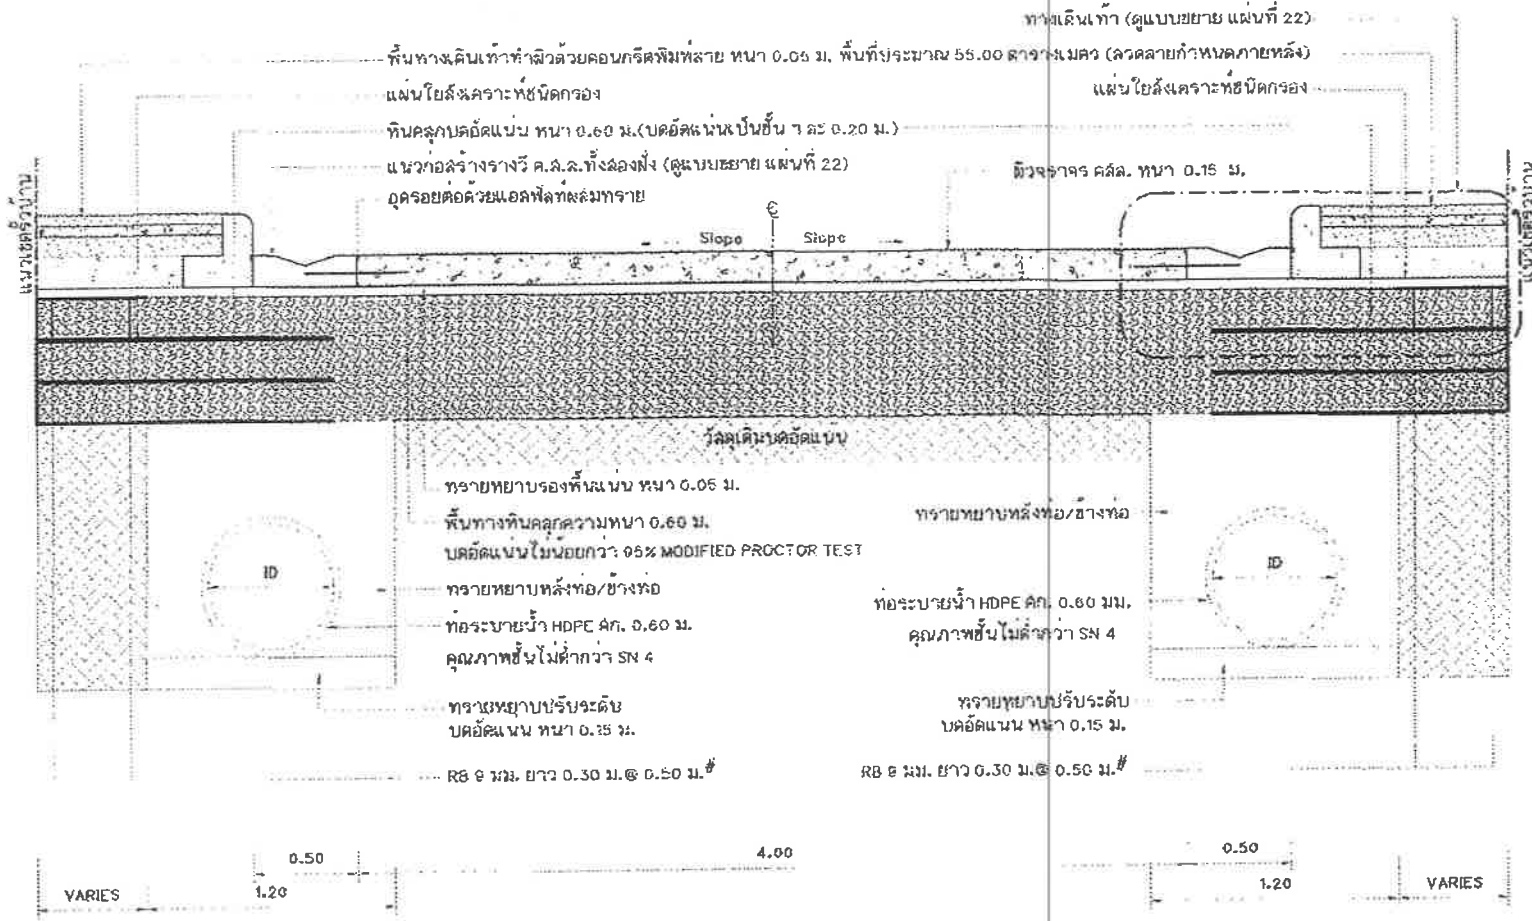 ทางเดินเท้า (ดูแบบขยาย แผ่นที่ 22)
พื้นทางเดินเท้าทำผิวด้วยคอนกรีตพิมพ์ลาย หนา 0.05 ม. พื้นที่ประมาณ 55.00 ตารางเมตร (ลวดลายกำหนดภายหลัง)
แผ่นใยสังเคราะห์ชนิดกรอง
แผ่นใยสังเคราะห์ชนิดกรอง
หินคลุกบดอัดแน่น หนา 0.60 ม.(บดอัดแน่นเป็นชั้น ๆ ละ 0.20 ม.)
แนวก่อสร้างรางวี ค.ส.ล.ทั้งสองฝั่ง (ดูแบบขยาย แผ่นที่ 22)
ผิวจราจร คสล. หนา 0.15 ม.
อุดรอยต่อด้วยแอสฟัลท์ผสมทราย
แนวเขตรั้วบ้าน
แนวเขตรั้วบ้าน
Slope
Slope
วัสดุเดิมบดอัดแน่น
ทรายหยาบรองพื้นแน่น หนา 0.05 ม.
พื้นทางหินคลุกความหนา 0.60 ม.
บดอัดแน่นไม่น้อยกว่า 95% MODIFIED PROCTOR TEST
ทรายหยาบหลังท่อ/ข้างท่อ
ทรายหยาบหลังท่อ/ข้างท่อ
ID
ID
ท่อระบายน้ำ HDPE ศก. 0.60 ม.
คุณภาพชั้นไม่ต่ำกว่า SN 4
ท่อระบายน้ำ HDPE ศก. 0.60 มม.
คุณภาพชั้นไม่ต่ำกว่า SN 4
ทรายหยาบปรับระดับ
บดอัดแน่น หนา 0.15 ม.
ทรายหยาบปรับระดับ
บดอัดแน่น หนา 0.15 ม.
RB 9 มม. ยาว 0.30 ม.@ 0.50 ม.#
RB 9 มม. ยาว 0.30 ม.@ 0.50 ม.#
0.50
4.00
0.50
VARIES
1.20
1.20
VARIES